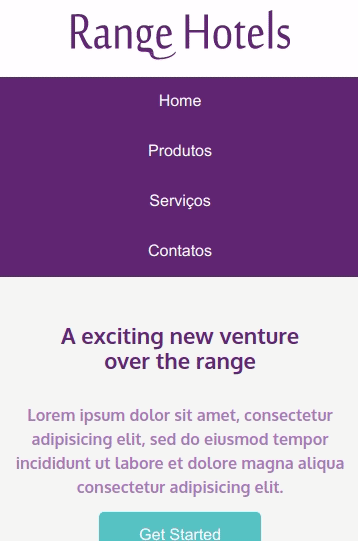 Range Hotels
Home
Produtos
Serviços
Contatos
A exciting new venture
over the range
Lorem ipsum dolor sit amet, consectetur
adipisicing elit, sed do eiusmod tempor
incididunt ut labore et dolore magna aliqua
consectetur adipisicing elit.
Get Started